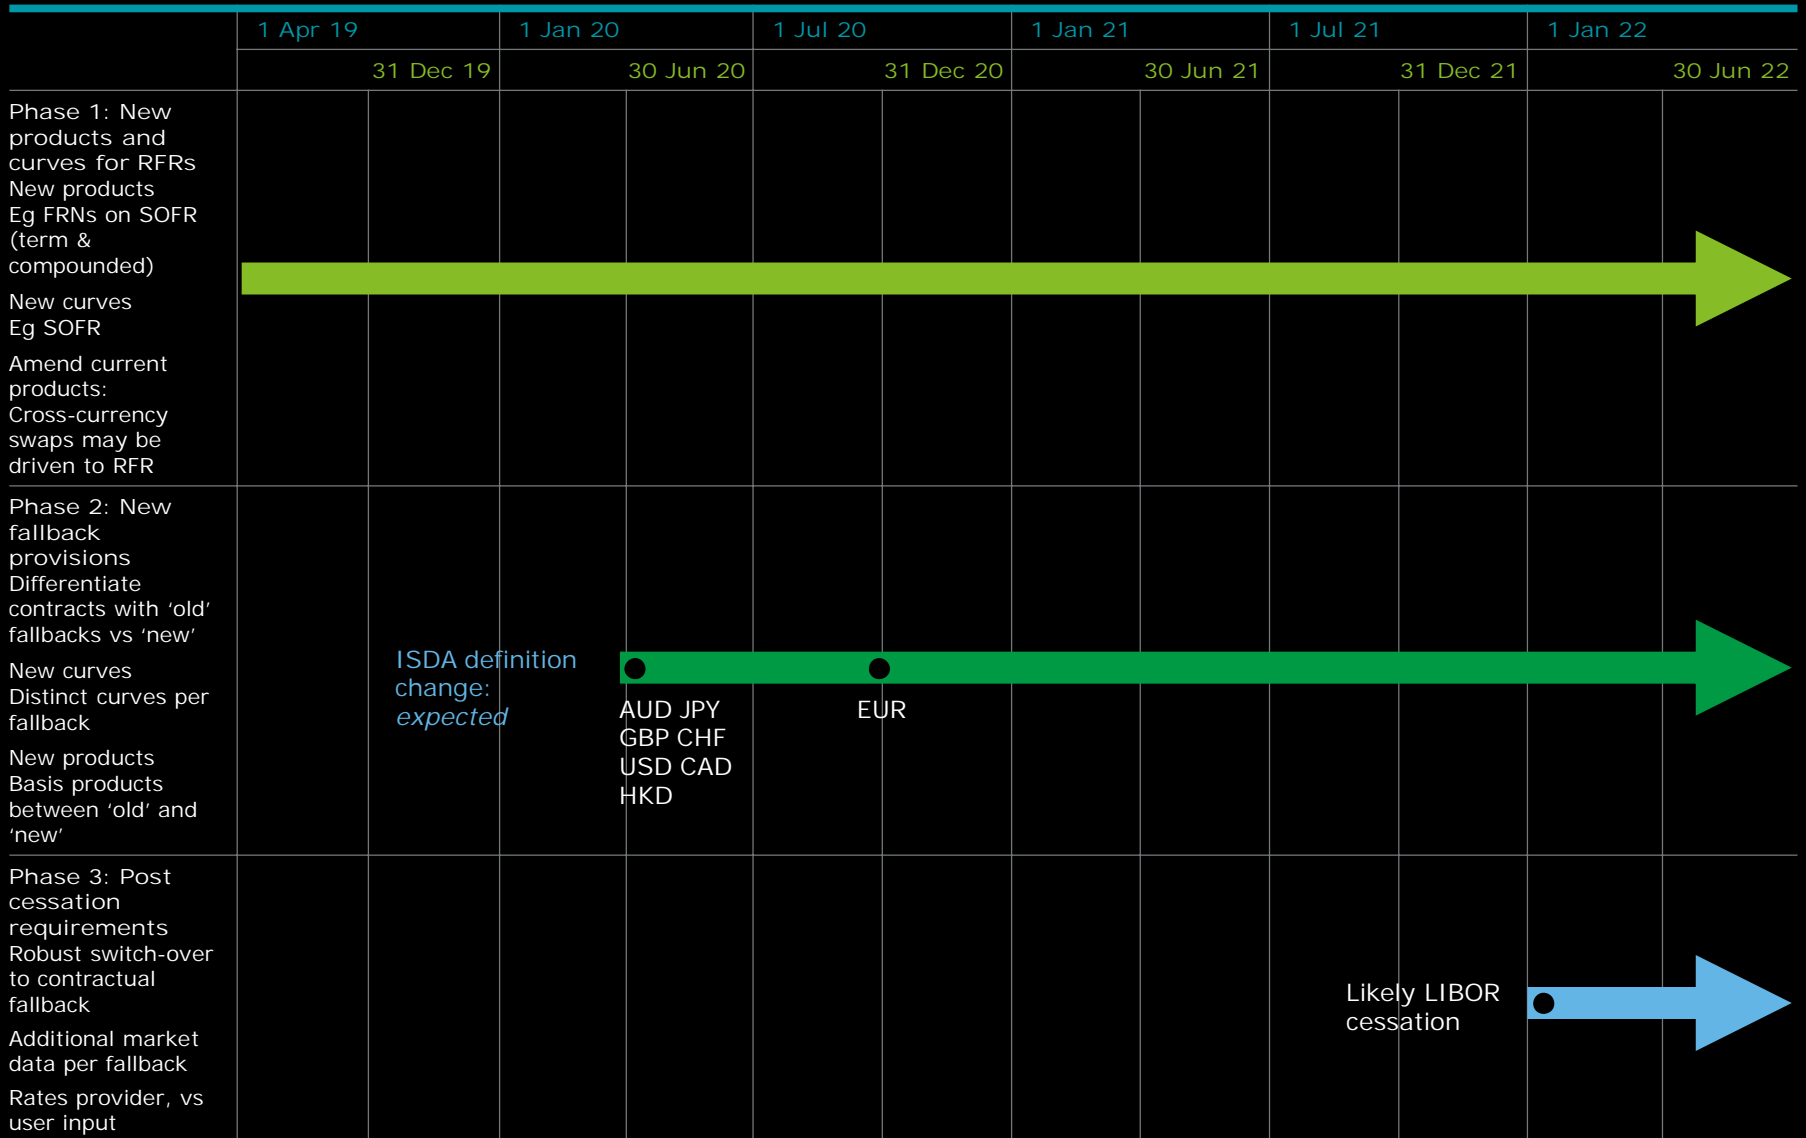 1 Apr 19
1 Jan 20
1 Jul 20
1 Jan 21
1 Jul 21
1 Jan 22
31 Dec 19
30 Jun 20
31 Dec 20
30 Jun 21
31 Dec 21
30 Jun 22
Phase 1: New
products and
curves for RFRs
New products
Eg FRNs on SOFR
(term &
compounded)
New curves
Eg SOFR
Amend current
products:
Cross-currency
swaps may be
driven to RFR
Phase 2: New
fallback
provisions
Differentiate
contracts with ‘old’
fallbacks vs ‘new’
New curves
Distinct curves per
fallback
New products
Basis products
between ‘old’ and
‘new’
ISDA definition
change:
expected
AUD JPY
GBP CHF
USD CAD
HKD
EUR
Phase 3: Post
cessation
requirements
Robust switch-over
to contractual
fallback
Additional market
data per fallback
Rates provider, vs
user input
Likely LIBOR
cessation